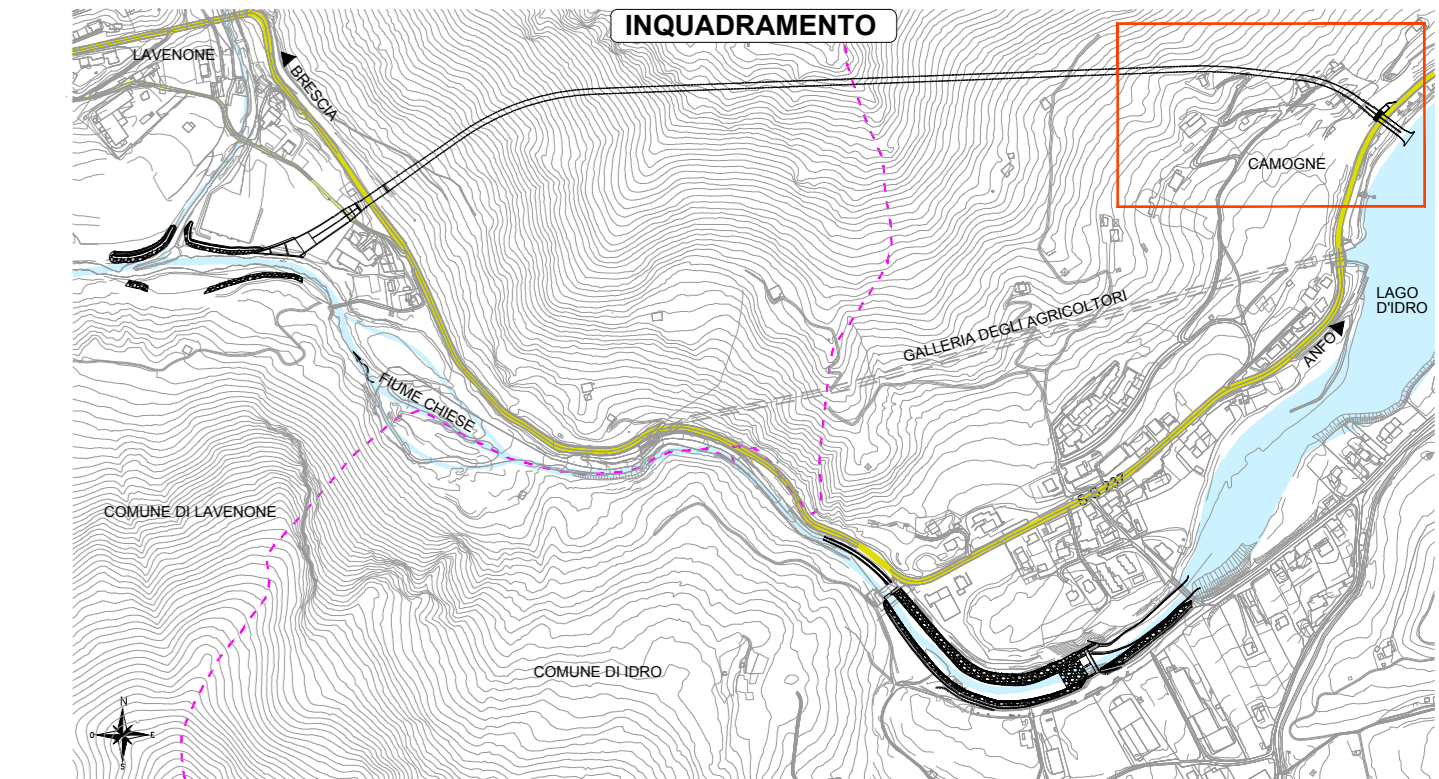 INQUADRAMENTO
LAVENONE
BRESCIA
CAMOGNE
LAGO
D'IDRO
GALLERIA DEGLI AGRICOLTORI
ANFO
FIUME CHIESE
COMUNE DI LAVENONE
COMUNE DI IDRO
N
O
E
S